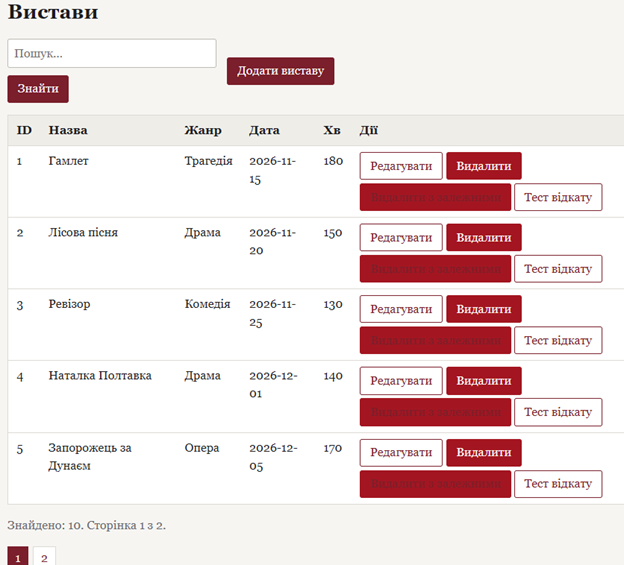 Вистави
Пошук...
Додати виставу
Знайти
ID Назва Жанр Дата Хв Дії
1 Гамлет Трагедія 2026-11-15 180 Редагувати Видалити
Тест відкату
2 Лісова пісня Драма 2026-11-20 150 Редагувати Видалити
Тест відкату
3 Ревізор Комедія 2026-11-25 130 Редагувати Видалити
Тест відкату
4 Наталка Полтавка Драма 2026-12-01 140 Редагувати Видалити
Тест відкату
5 Запорожець за Дунаєм Опера 2026-12-05 170 Редагувати Видалити
Тест відкату
Знайдено: 10. Сторінка 1 з 2.
1 2